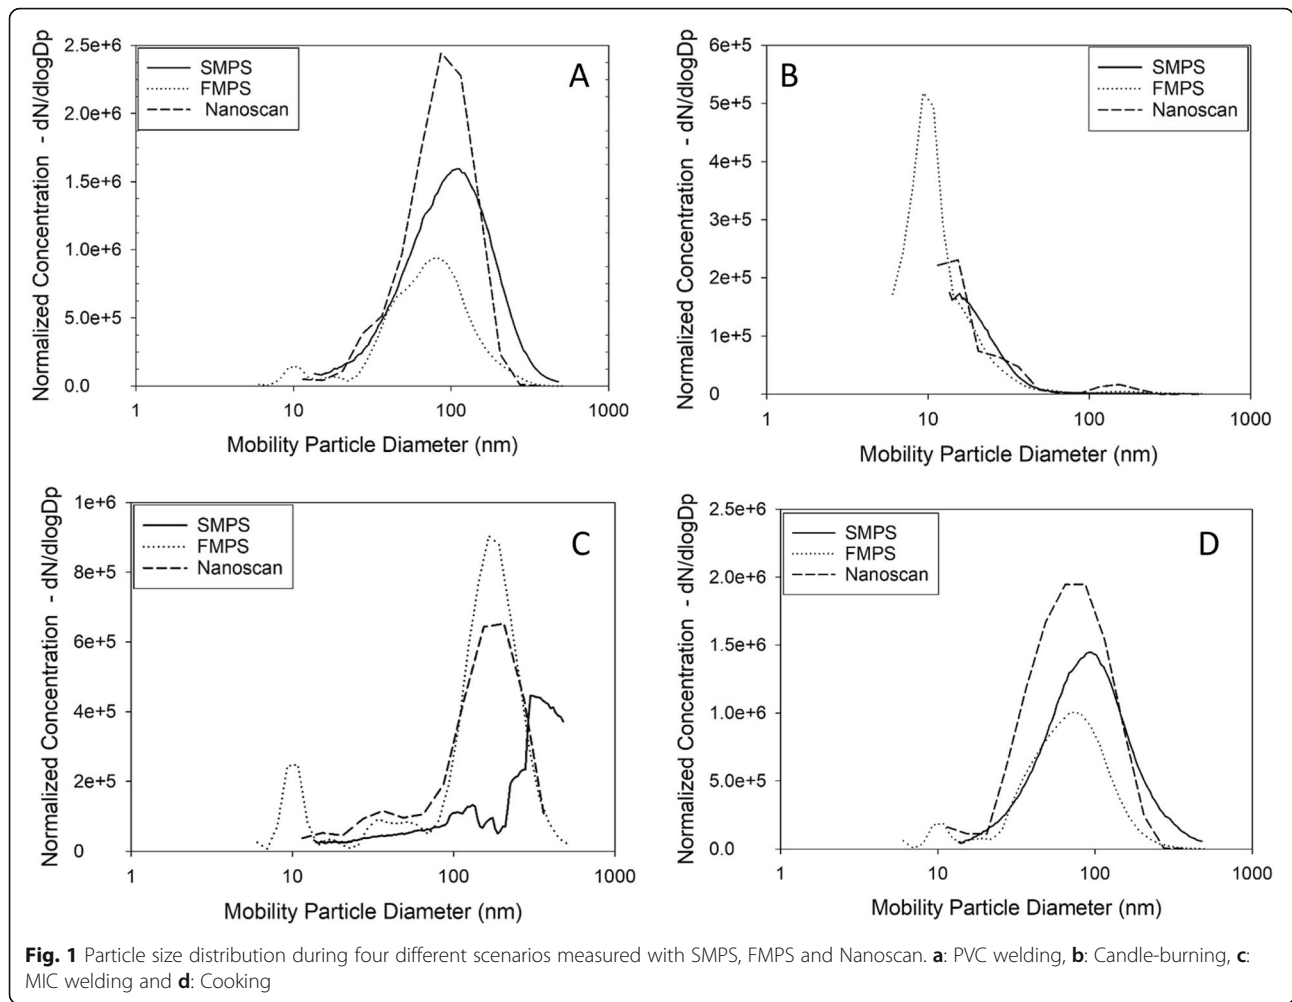 Normalized Concentration - dN/dlogDp
2.5e+6
2.0e+6
1.5e+6
1.0e+6
5.0e+5
0.0
SMPS
FMPS
Nanoscan
A
1
10
100
1000
Mobility Particle Diameter (nm)
Normalized Concentration - dN/dlogDp
6e+5
5e+5
4e+5
3e+5
2e+5
1e+5
0
B
SMPS
FMPS
Nanoscan
1
10
100
1000
Mobility Particle Diameter (nm)
Normalized Concentration - dN/dlogDp
1e+6
8e+5
6e+5
4e+5
2e+5
0
SMPS
FMPS
Nanoscan
C
1
10
100
1000
Mobility Particle Diameter (nm)
Normalized Concentration - dN/dlogDp
2.5e+6
2.0e+6
1.5e+6
1.0e+6
5.0e+5
0.0
SMPS
FMPS
Nanoscan
D
1
10
100
1000
Mobility Particle Diameter (nm)
Fig. 1 Particle size distribution during four different scenarios measured with SMPS, FMPS and Nanoscan. a: PVC welding, b: Candle-burning, c:
MIC welding and d: Cooking